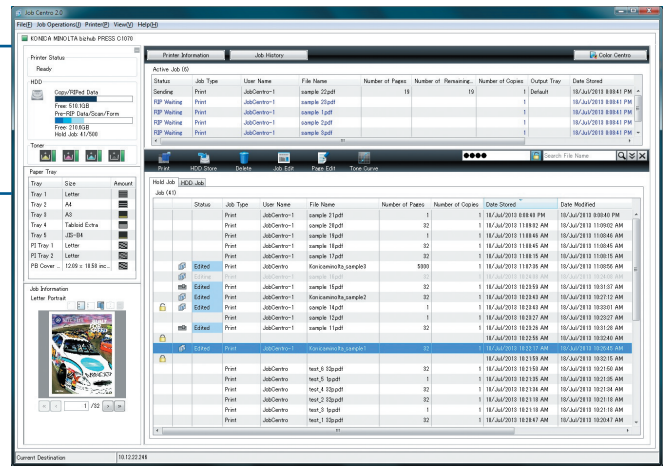 Job Centro 2.0
File(F) Job Operations(J) Printer(P) View(V) Help(H)
KONICA MINOLTA bizhub PRESS C1070
Printer Status
Ready
HDD
Copy/RIPed Data
Free: 510.1GB
Pre-RIP Data/Scan/Form
Free: 210.8GB
Hold Job: 41/500
Toner
Paper Tray
Tray Size Amount
Tray 1 Letter
Tray 2 A4
Tray 3 A3
Tray 4 Tabloid Extra
Tray 5 JIS-B4
PI Tray 1 Letter
PI Tray 2 Letter
PB Cover ... 12.09 x 18.50 inc...
Job Information
Letter Portrait
1 /32
Printer Information Job History Color Centro
Active Job (6)
Status Job Type User Name File Name Number of Pages Number of Remaining... Number of Copies Output Tray Date Stored
Sending Print JobCentro-1 sample 22.pdf 19 19 1 Default 18/Jul/2013 8:08:41 PM
RIP Waiting Print JobCentro-1 sample 23.pdf 1 18/Jul/2013 8:08:41 PM
RIP Waiting Print JobCentro-1 sample 1.pdf 1 18/Jul/2013 8:08:41 PM
RIP Waiting Print JobCentro-1 sample 2.pdf 1 18/Jul/2013 8:08:41 PM
RIP Waiting Print JobCentro-1 sample 3.pdf 1 18/Jul/2013 8:08:41 PM
Print HDD Store Delete Job Edit Page Edit Tone Curve Search File Name
Hold Job HDD Job
Job (41)
Status Job Type User Name File Name Number of Pages Number of Copies Date Stored Date Modified
Print JobCentro-1 sample 21.pdf 1 1 18/Jul/2013 8:08:40 PM 18/Jul/2013 8:08:40 PM
Print JobCentro-1 sample 20.pdf 32 1 18/Jul/2013 11:09:02 AM 18/Jul/2013 11:09:02 AM
Print JobCentro-1 sample 19.pdf 1 1 18/Jul/2013 11:08:46 AM 18/Jul/2013 11:08:46 AM
Print JobCentro-1 sample 18.pdf 32 1 18/Jul/2013 11:08:45 AM 18/Jul/2013 11:08:45 AM
Print JobCentro-1 sample 17.pdf 32 1 18/Jul/2013 11:08:15 AM 18/Jul/2013 11:08:15 AM
Edited Print JobCentro Konicaminolta_sample3 5000 1 18/Jul/2013 11:07:36 AM 18/Jul/2013 11:08:56 AM
Edited Print JobCentro-1 sample 15.pdf 32 1 18/Jul/2013 10:23:59 AM 18/Jul/2013 10:31:37 AM
Edited Print JobCentro-1 Konicaminolta_sample2 32 1 18/Jul/2013 10:23:43 AM 18/Jul/2013 10:27:12 AM
Print JobCentro-1 sample 14.pdf 1 1 18/Jul/2013 10:23:43 AM
Print JobCentro-1 sample 12.pdf 1 1 18/Jul/2013 10:23:27 AM 18/Jul/2013 10:23:27 AM
Edited Print JobCentro-1 sample 11.pdf 32 1 18/Jul/2013 10:23:26 AM 18/Jul/2013 10:31:28 AM
1 18/Jul/2013 10:22:56 AM 18/Jul/2013 10:32:40 AM
Edited Print JobCentro-1 Konicaminolta_sample1 32
1 18/Jul/2013 10:21:59 AM 18/Jul/2013 10:32:15 AM
Print JobCentro test_6 32p.pdf 32 1 18/Jul/2013 10:21:50 AM 18/Jul/2013 10:21:50 AM
Print JobCentro test_5 1p.pdf 1 1 18/Jul/2013 10:21:35 AM 18/Jul/2013 10:21:35 AM
Print JobCentro test_4 32p.pdf 32 1 18/Jul/2013 10:21:34 AM 18/Jul/2013 10:21:34 AM
Print JobCentro test_2 32p.pdf 32 1 18/Jul/2013 10:21:18 AM 18/Jul/2013 10:21:18 AM
Print JobCentro test_3 1p.pdf 1 1 18/Jul/2013 10:21:18 AM 18/Jul/2013 10:21:18 AM
Print JobCentro test_1 32p.pdf 32 1 18/Jul/2013 10:20:47 AM 18/Jul/2013 10:20:47 AM
Current Destination 10.12.22.246